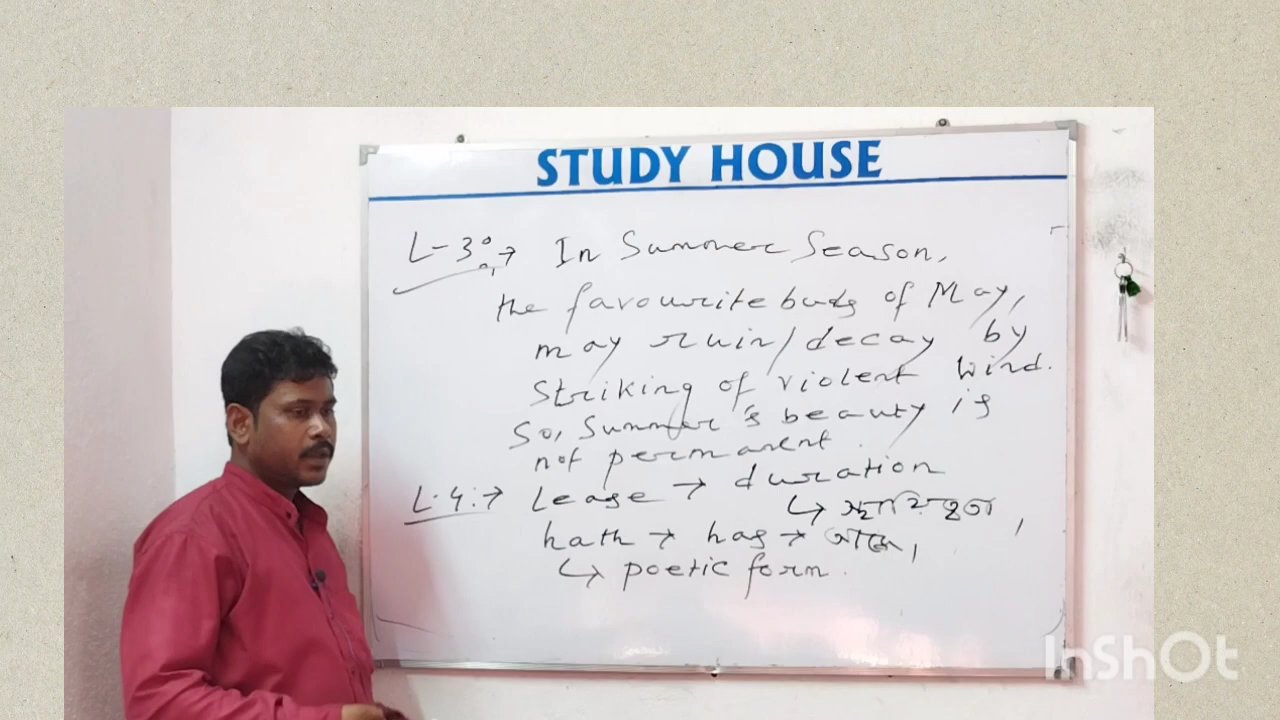 STUDY HOUSE
L-3:→ In Summer Season,
the favourite buds of May,
may ruin/decay by
striking of violent wind.
So, Summer's beauty is
not permanent.
L-4:→ Lease → duration
↳ স্থায়িত্বতা,
hath → has → আছে,
↳ poetic form.
InShOt